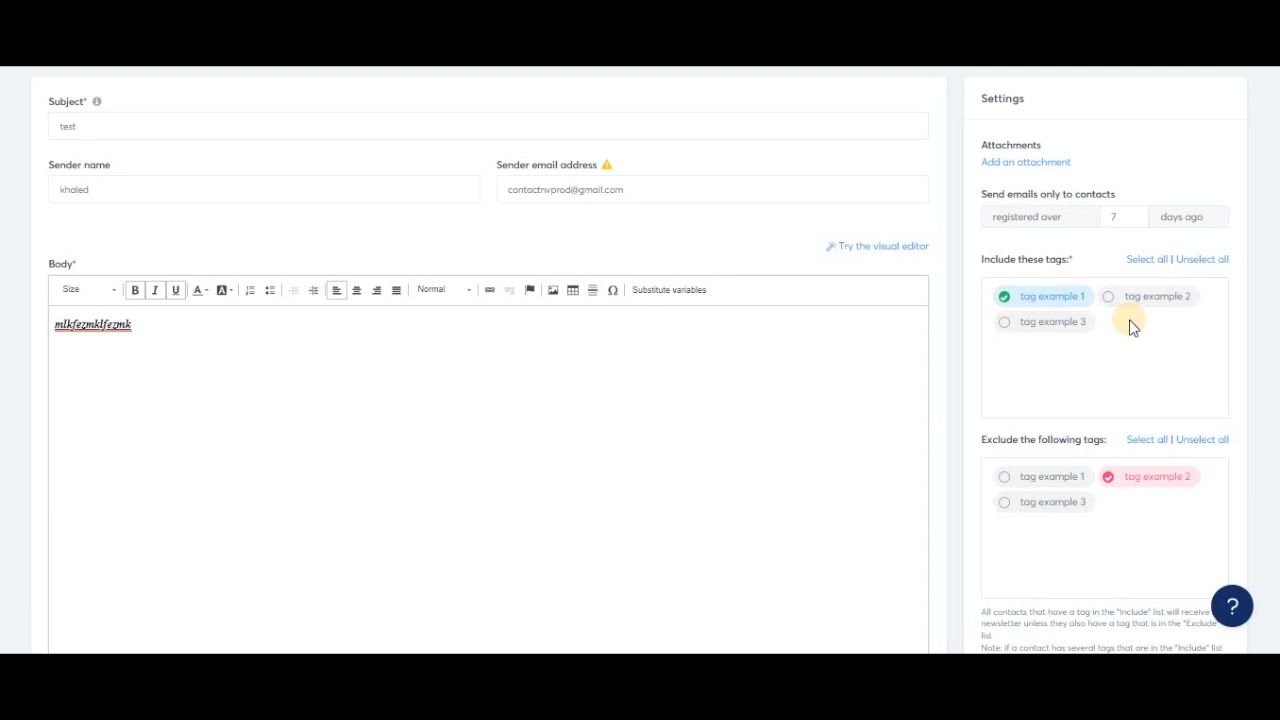 Subject*
test
Sender name
Sender email address
khaled
contactnvprod@gmail.com
Try the visual editor
Body*
Size
B I U A A
Normal
Ω
Substitute variables
mlkfezmklfezmk
Settings
Attachments
Add an attachment
Send emails only to contacts
registered over 7 days ago
Include these tags:* Select all | Unselect all
tag example 1 tag example 2
tag example 3
Exclude the following tags: Select all | Unselect all
tag example 1 tag example 2
tag example 3
All contacts that have a tag in the "Include" list will receive
newsletter unless they also have a tag that is in the "Exclude"
list
Note: if a contact has several tags that are in the "Include" list
?